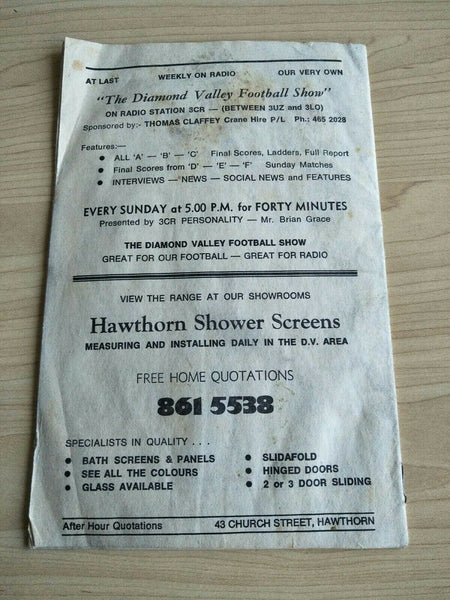 AT LAST WEEKLY ON RADIO OUR VERY OWN
"The Diamond Valley Football Show"
ON RADIO STATION 3CR — (BETWEEN 3UZ and 3LO)
Sponsored by:- THOMAS CLAFFEY Crane Hire P/L Ph.: 465 2028
Features:—
● ALL 'A' — 'B' — 'C' Final Scores, Ladders, Full Report
● Final Scores from 'D' — 'E' — 'F' Sunday Matches
● INTERVIEWS — NEWS — SOCIAL NEWS and FEATURES
EVERY SUNDAY at 5.00 P.M. for FORTY MINUTES
Presented by 3CR PERSONALITY — Mr. Brian Grace
THE DIAMOND VALLEY FOOTBALL SHOW
GREAT FOR OUR FOOTBALL — GREAT FOR RADIO
VIEW THE RANGE AT OUR SHOWROOMS
Hawthorn Shower Screens
MEASURING AND INSTALLING DAILY IN THE D.V. AREA
FREE HOME QUOTATIONS
861 5538
SPECIALISTS IN QUALITY . . .
● BATH SCREENS & PANELS ● SLIDAFOLD
● SEE ALL THE COLOURS ● HINGED DOORS
● GLASS AVAILABLE ● 2 or 3 DOOR SLIDING
After Hour Quotations 43 CHURCH STREET, HAWTHORN